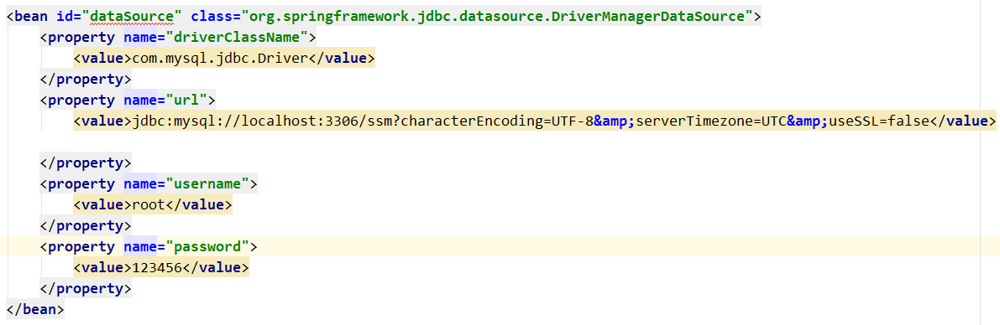 <bean id="dataSource" class="org.springframework.jdbc.datasource.DriverManagerDataSource">
    <property name="driverClassName">
        <value>com.mysql.jdbc.Driver</value>
    </property>
    <property name="url">
        <value>jdbc:mysql://localhost:3306/ssm?characterEncoding=UTF-8&amp;serverTimezone=UTC&amp;useSSL=false</value>
    </property>
    <property name="username">
        <value>root</value>
    </property>
    <property name="password">
        <value>123456</value>
    </property>
</bean>